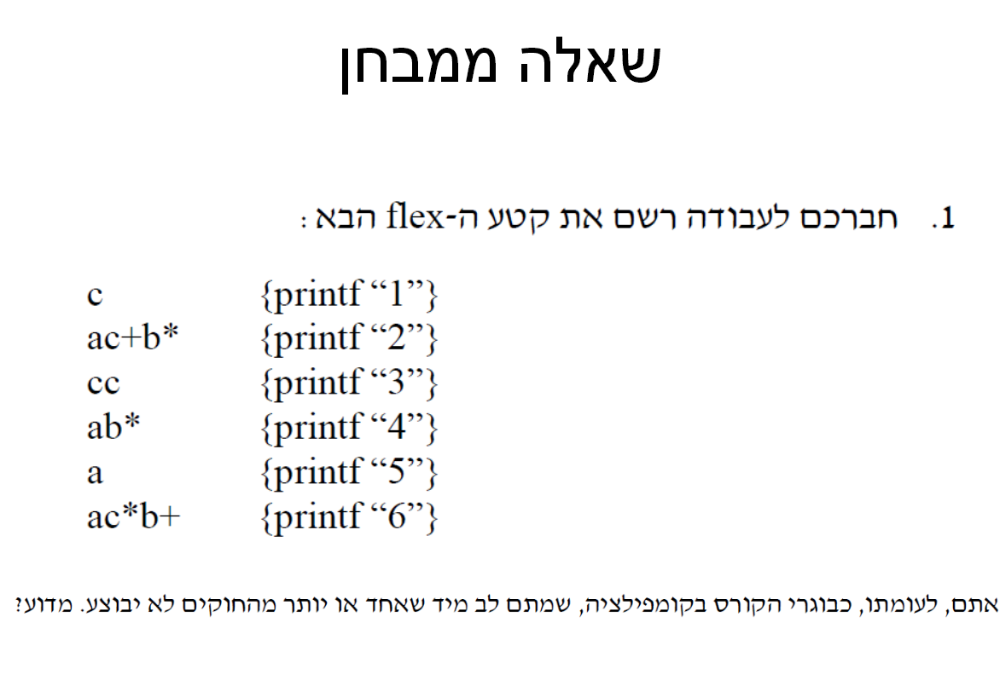 שאלה ממבחן
1. חברכם לעבודה רשם את קטע ה-flex הבא:
c {printf “1”}
ac+b* {printf “2”}
cc {printf “3”}
ab* {printf “4”}
a {printf “5”}
ac*b+ {printf “6”}
אתם, לעומתו, כבוגרי הקורס בקומפילציה, שמתם לב מיד שאחד או יותר מהחוקים לא יבוצע. מדוע?